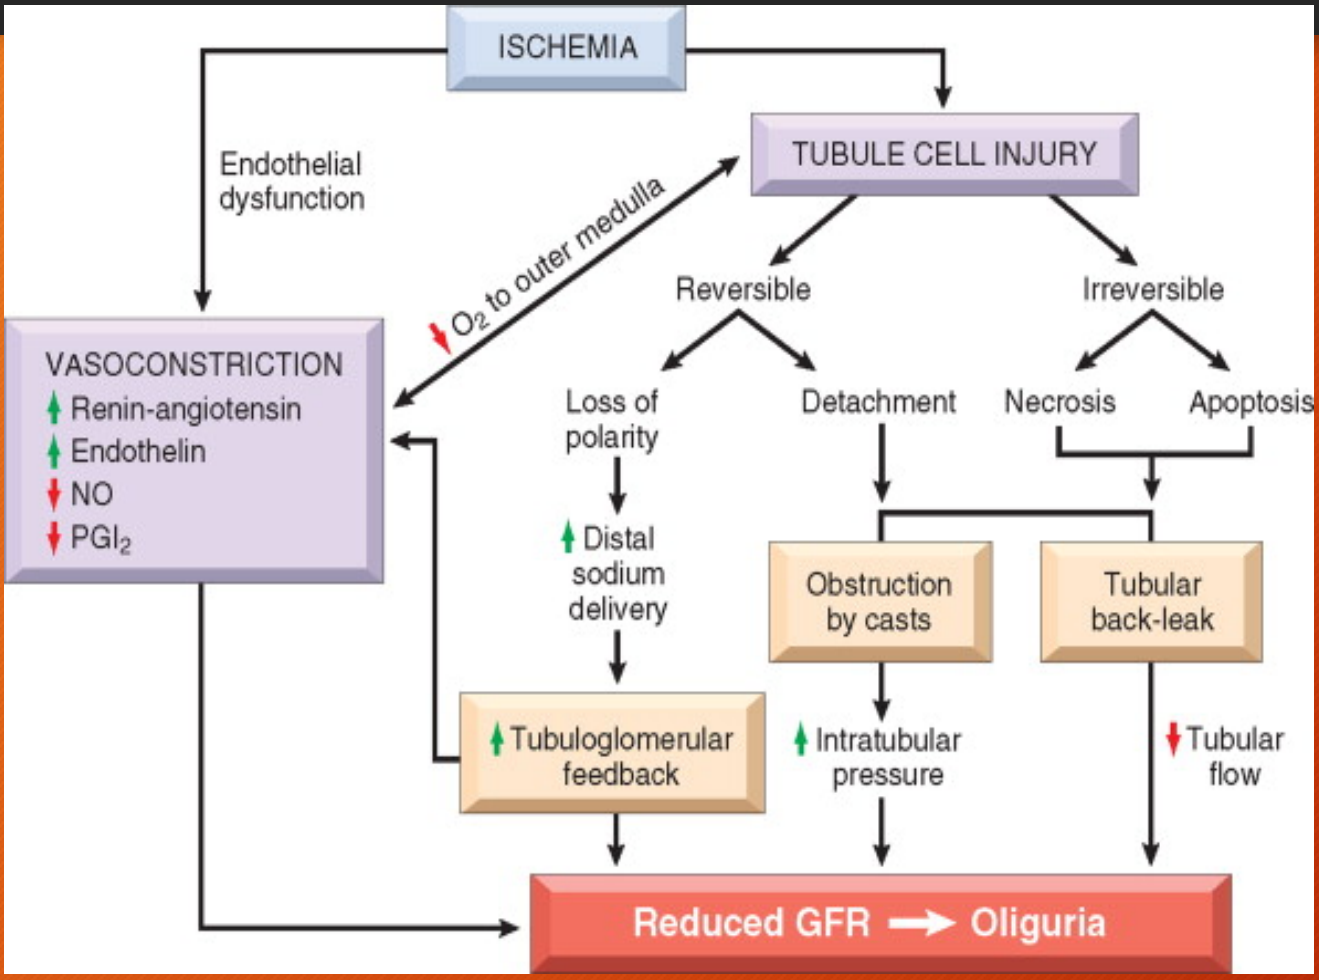 ISCHEMIA
Endothelial
dysfunction
TUBULE CELL INJURY
O₂ to outer medulla
Reversible
Irreversible
VASOCONSTRICTION
Renin-angiotensin
Endothelin
NO
PGI₂
Loss of
polarity
Detachment
Necrosis
Apoptosis
Distal
sodium
delivery
Obstruction
by casts
Tubular
back-leak
Tubuloglomerular
feedback
Intratubular
pressure
Tubular
flow
Reduced GFR → Oliguria